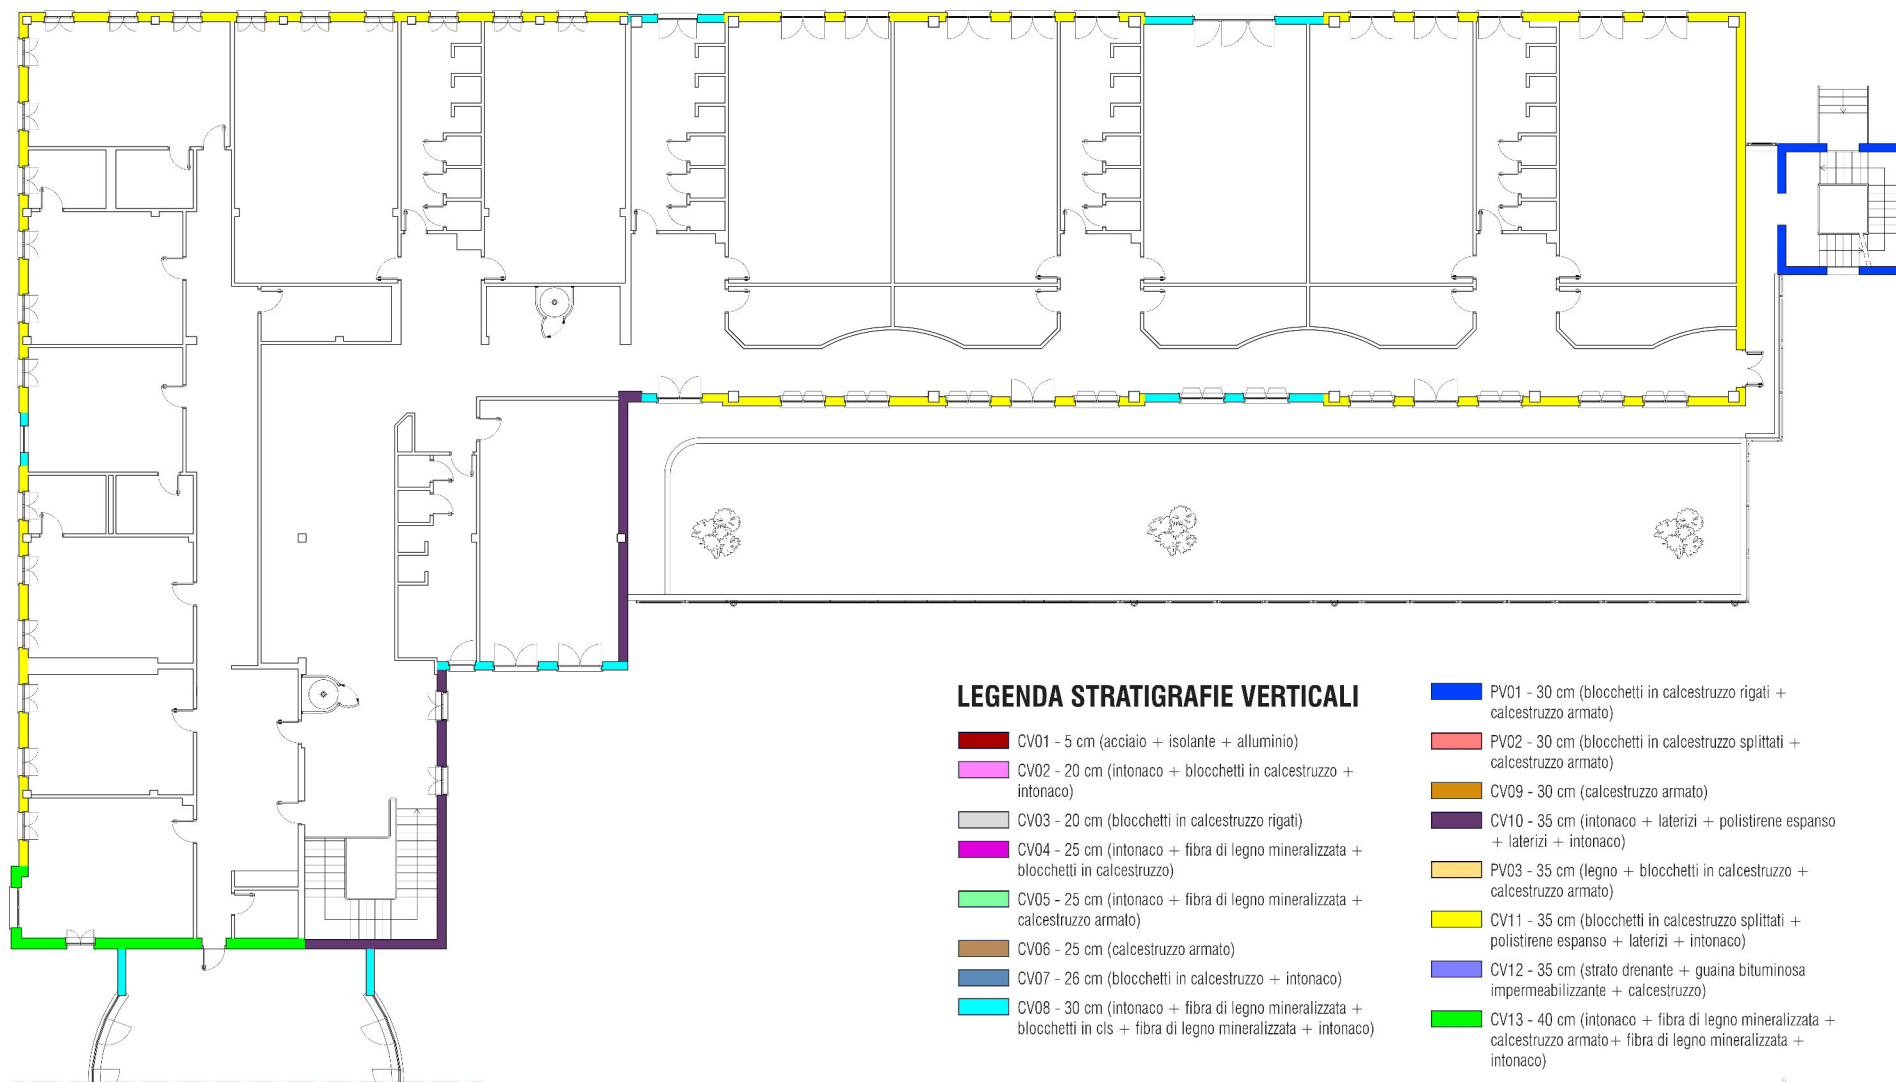 LEGENDA STRATIGRAFIE VERTICALI
CV01 - 5 cm (acciaio + isolante + alluminio)
CV02 - 20 cm (intonaco + blocchetti in calcestruzzo +
intonaco)
CV03 - 20 cm (blocchetti in calcestruzzo rigati)
CV04 - 25 cm (intonaco + fibra di legno mineralizzata +
blocchetti in calcestruzzo)
CV05 - 25 cm (intonaco + fibra di legno mineralizzata +
calcestruzzo armato)
CV06 - 25 cm (calcestruzzo armato)
CV07 - 26 cm (blocchetti in calcestruzzo + intonaco)
CV08 - 30 cm (intonaco + fibra di legno mineralizzata +
blocchetti in cls + fibra di legno mineralizzata + intonaco)
PV01 - 30 cm (blocchetti in calcestruzzo rigati +
calcestruzzo armato)
PV02 - 30 cm (blocchetti in calcestruzzo splittati +
calcestruzzo armato)
CV09 - 30 cm (calcestruzzo armato)
CV10 - 35 cm (intonaco + laterizi + polistirene espanso
+ laterizi + intonaco)
PV03 - 35 cm (legno + blocchetti in calcestruzzo +
calcestruzzo armato)
CV11 - 35 cm (blocchetti in calcestruzzo splittati +
polistirene espanso + laterizi + intonaco)
CV12 - 35 cm (strato drenante + guaina bituminosa
impermeabilizzante + calcestruzzo)
CV13 - 40 cm (intonaco + fibra di legno mineralizzata +
calcestruzzo armato+ fibra di legno mineralizzata +
intonaco)